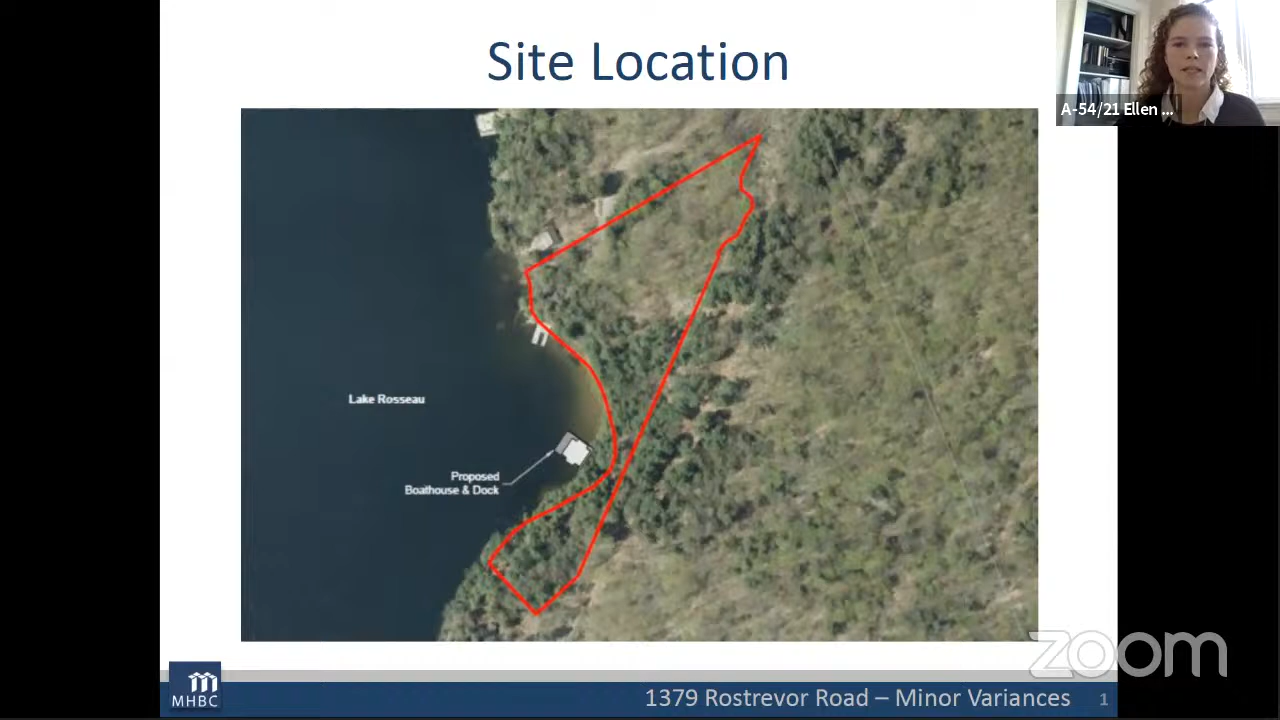 Site Location
A-54/21 Ellen ...
Lake Rosseau
Proposed
Boathouse & Dock
zoom
MHBC
1379 Rostrevor Road – Minor Variances 1